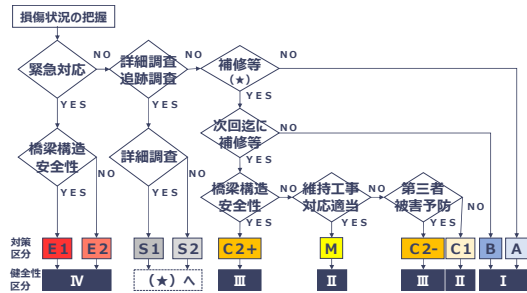 損傷状況の把握
緊急対応
NO
詳細調査
追跡調査
NO
補修等
(★)
NO
YES
YES
YES
次回迄に
補修等
NO
橋梁構造
安全性
NO
詳細調査
NO
YES
橋梁構造
安全性
NO
維持工事
対応適当
NO
第三者
被害予防
NO
YES
YES
YES
YES
YES
対策
区分
E1
E2
S1
S2
C2+
M
C2-
C1
B
A
健全性
区分
Ⅳ
(★)へ
Ⅲ
Ⅱ
Ⅲ
Ⅱ
Ⅰ